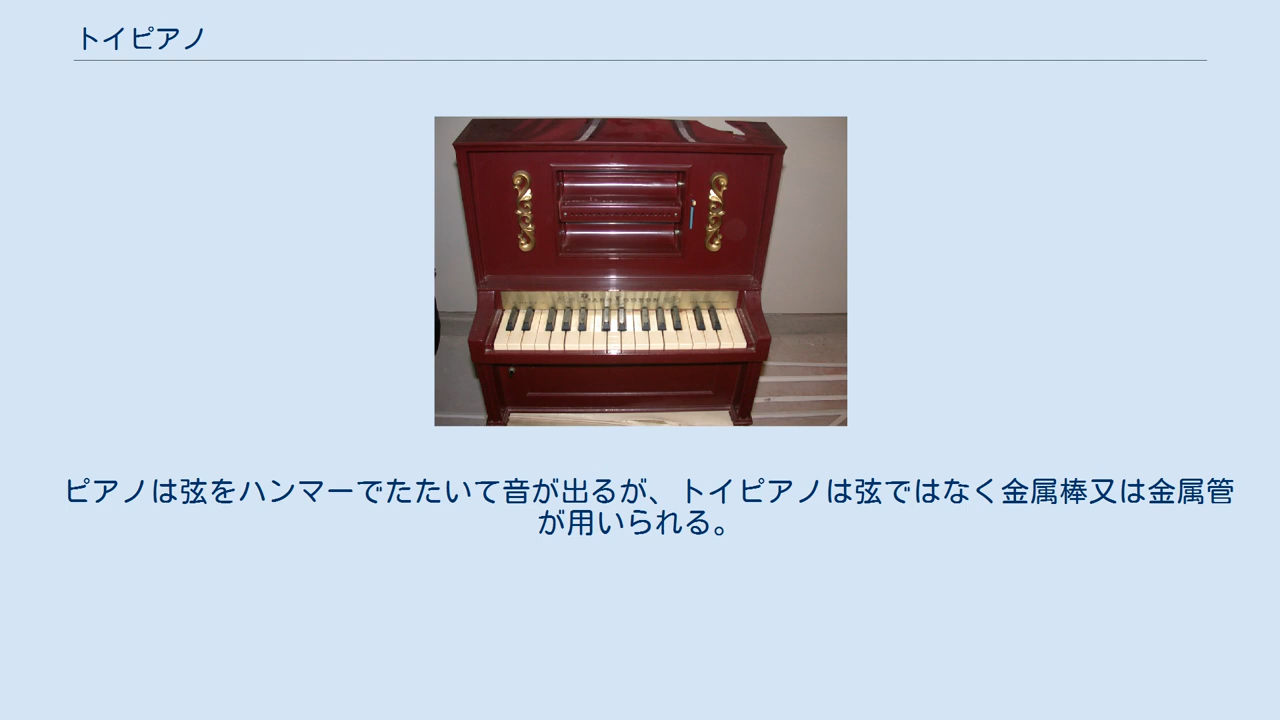 トイピアノ
PIANO LONDON
ピアノは弦をハンマーでたたいて音が出るが、トイピアノは弦ではなく金属棒又は金属管
が用いられる。